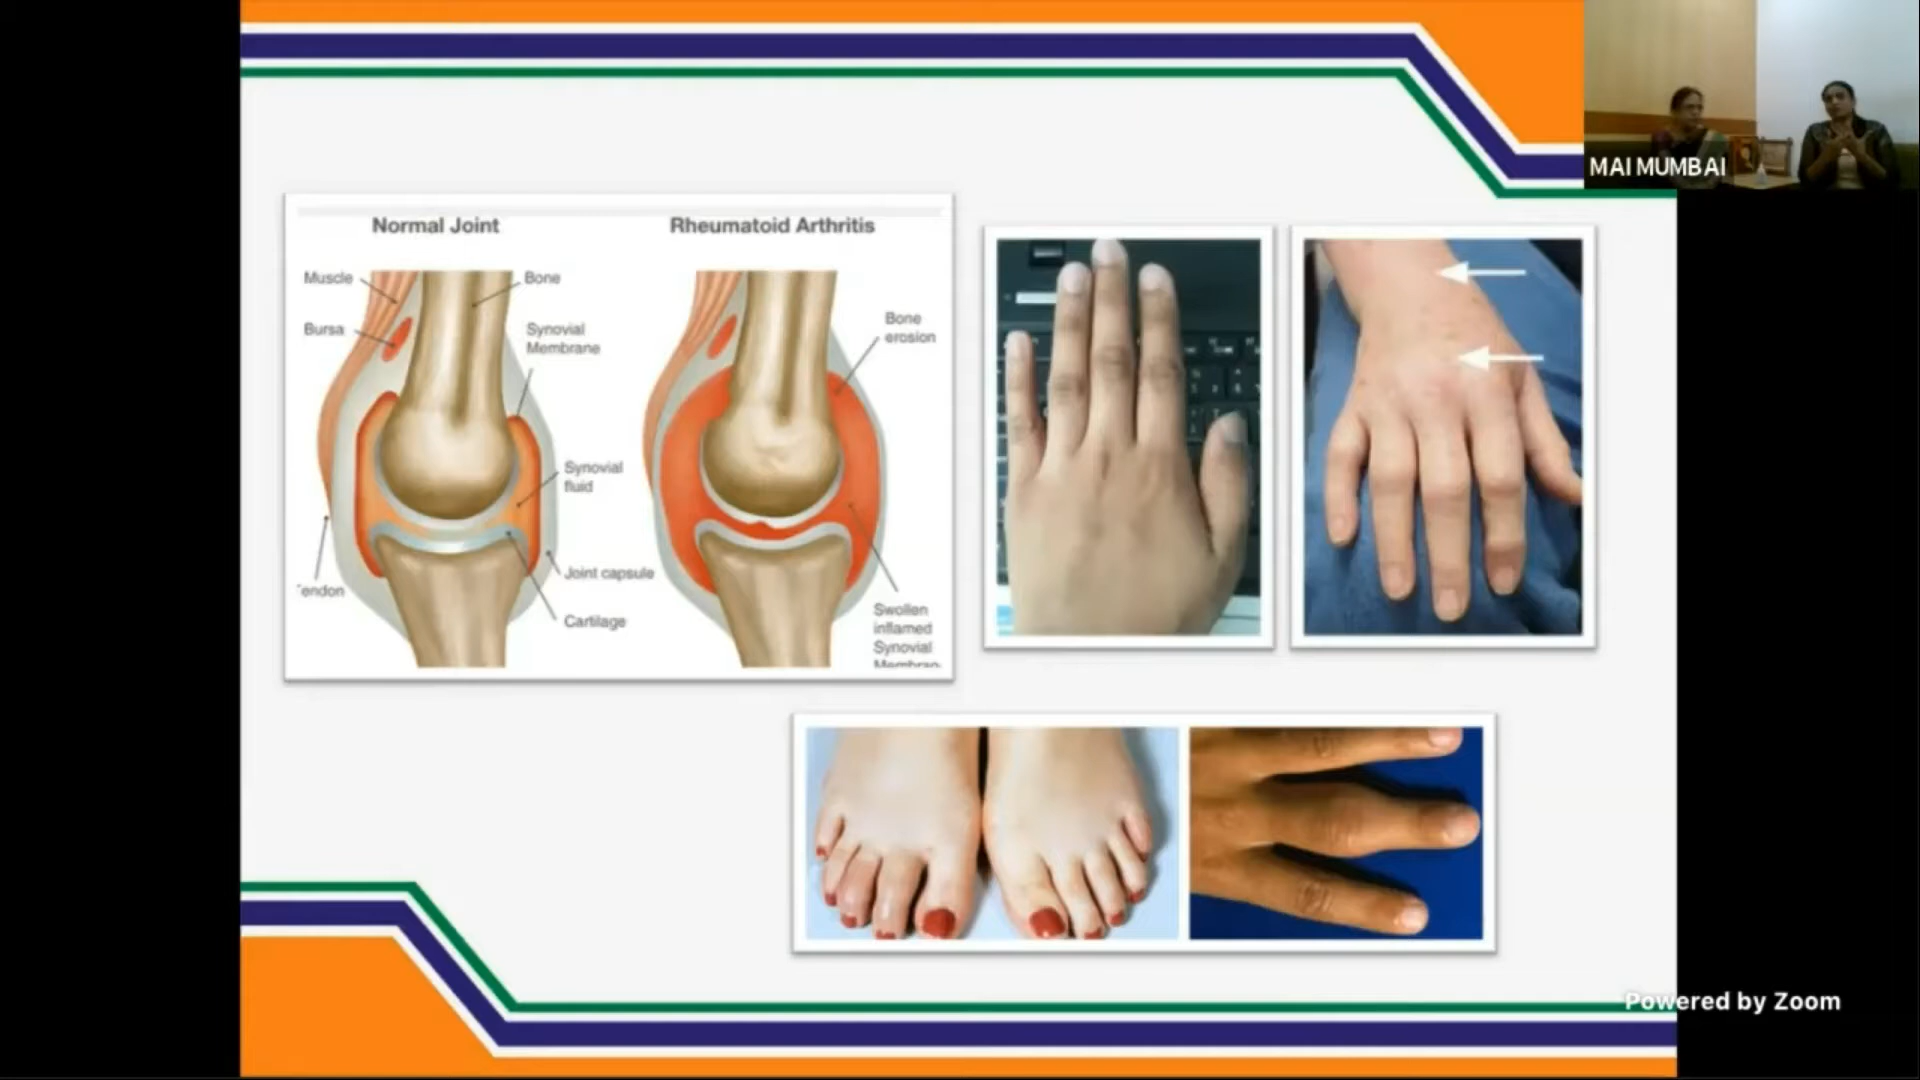 MAI MUMBAI
Normal Joint
Rheumatoid Arthritis
Muscle
Bone
Bursa
Synovial
Membrane
Bone
erosion
Synovial
fluid
Joint capsule
endon
Cartilage
Swollen
inflamed
Synovial
Membran
Powered by Zoom